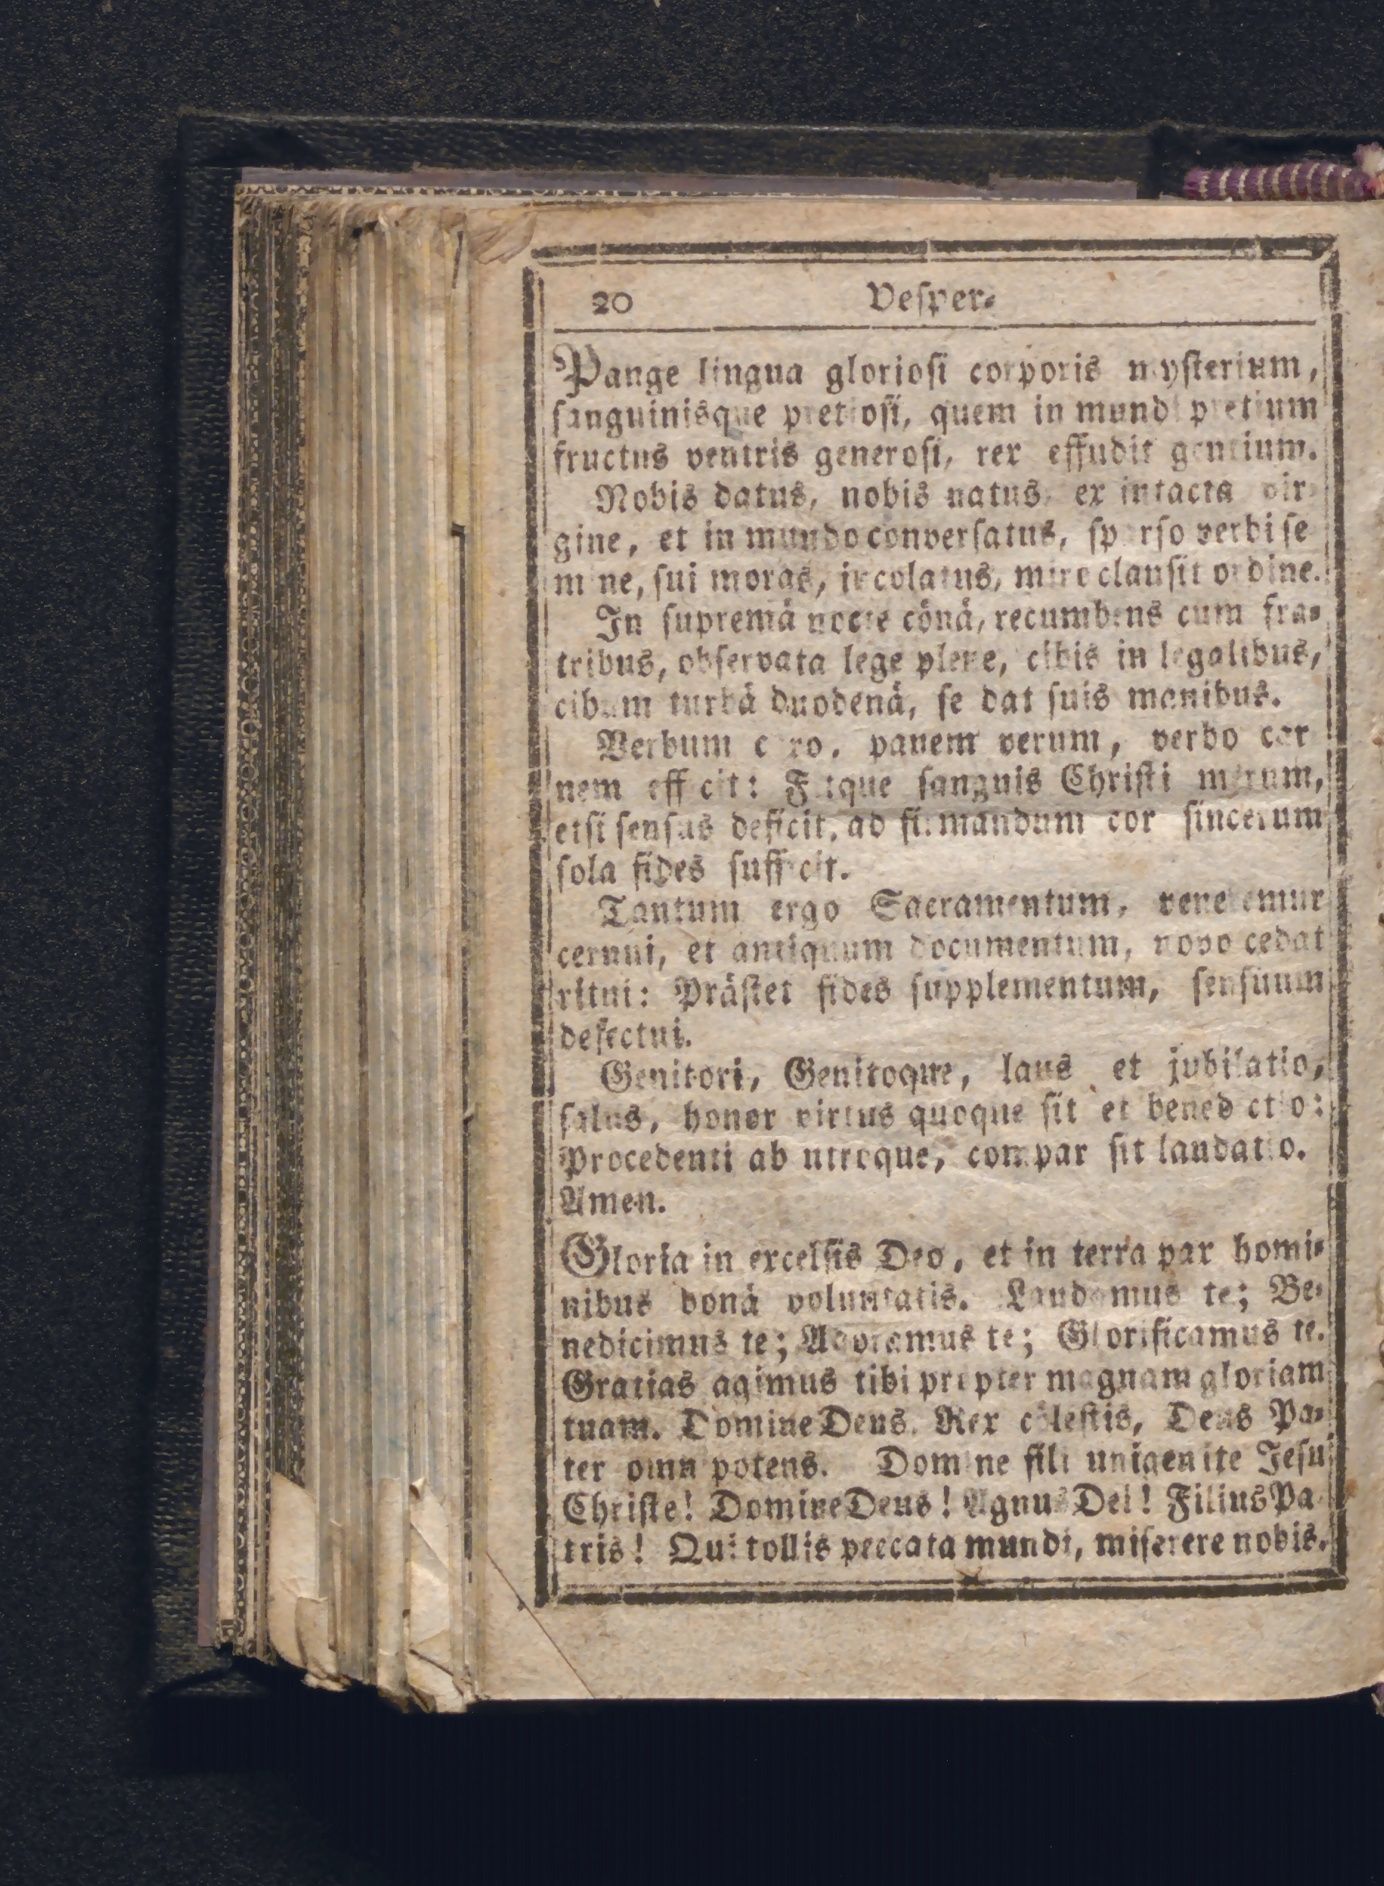 20 Vesper-
Pange lingua gloriosi corporis mysterium,
sanguinisque pretiosi, quem in mundi pretium
fructus ventris generosi, rex effudit gentium.
Nobis datus, nobis natus, ex intacta vir-
gine, et in mundo conversatus, sparso verbi se
mine, sui moras, incolatus, miro clausit ordine.
In supremä nocte cönä, recumbens cum fra-
tribus, observata lege plene, cibis in legalibus,
cibum turbä duodenä, se dat suis manibus.
Verbum caro, panem verum, verbo car
nem efficit: Fitque sanguis Christi merum,
etsi sensus deficit, ad firmandum cor sincerum
sola fides sufficit.
Tantum ergo Sacramentum, veneremur
cernui, et antiquum documentum, novo cedat
ritui: Prästet fides supplementum, sensuum
defectui.
Genitori, Genitoque, laus et jubilatio,
salus, honor virtus quoque sit et benedictio:
Procedenti ab utroque, compar sit laudatio.
Amen.
Gloria in excelsis Deo, et in terra pax homi-
nibus bonä voluntatis. Laudamus te; Be-
nedicimus te; Adoramus te; Glorificamus te.
Gratias agimus tibi propter magnam gloriam
tuam. Domine Deus, Rex cölestis, Deus Pa-
ter omnipotens. Domine fili unigenite Jesu
Christe! Domine Deus! Agnus Dei! Filius Pa
tris! Qui tollis peccata mundi, miserere nobis.